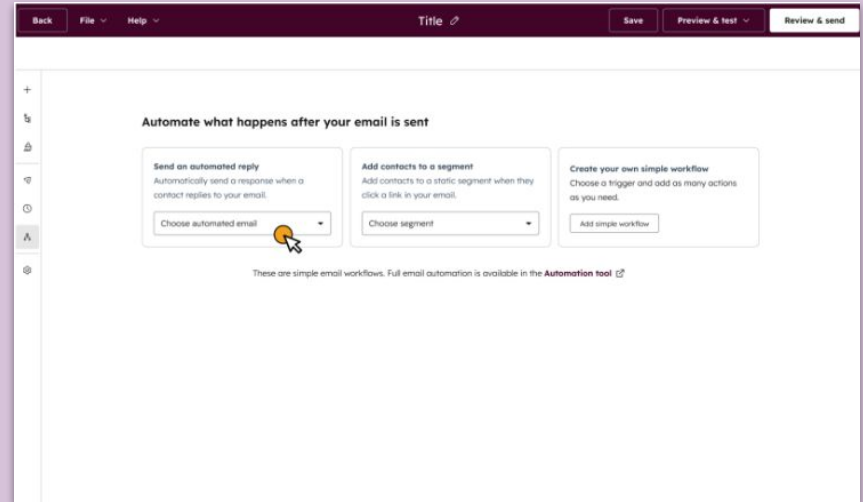 Back File Help Title Save Preview & test Review & send
Automate what happens after your email is sent
Send an automated reply
Automatically send a response when a
contact replies to your email.
Choose automated email
Add contacts to a segment
Add contacts to a static segment when they
click a link in your email.
Choose segment
Create your own simple workflow
Choose a trigger and add as many actions
as you need.
Add simple workflow
These are simple email workflows. Full email automation is available in the Automation tool